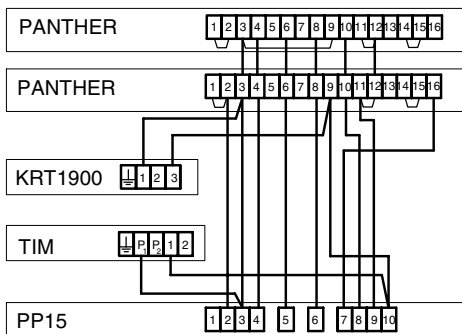 PANTHER 1 2 3 4 5 6 7 8 9 10 11 12 13 14 15 16
PANTHER 1 2 3 4 5 6 7 8 9 10 11 12 13 14 15 16
KRT1900 1 2 3
TIM P1 P2 1 2
PP15 1 2 3 4 5 6 7 8 9 10